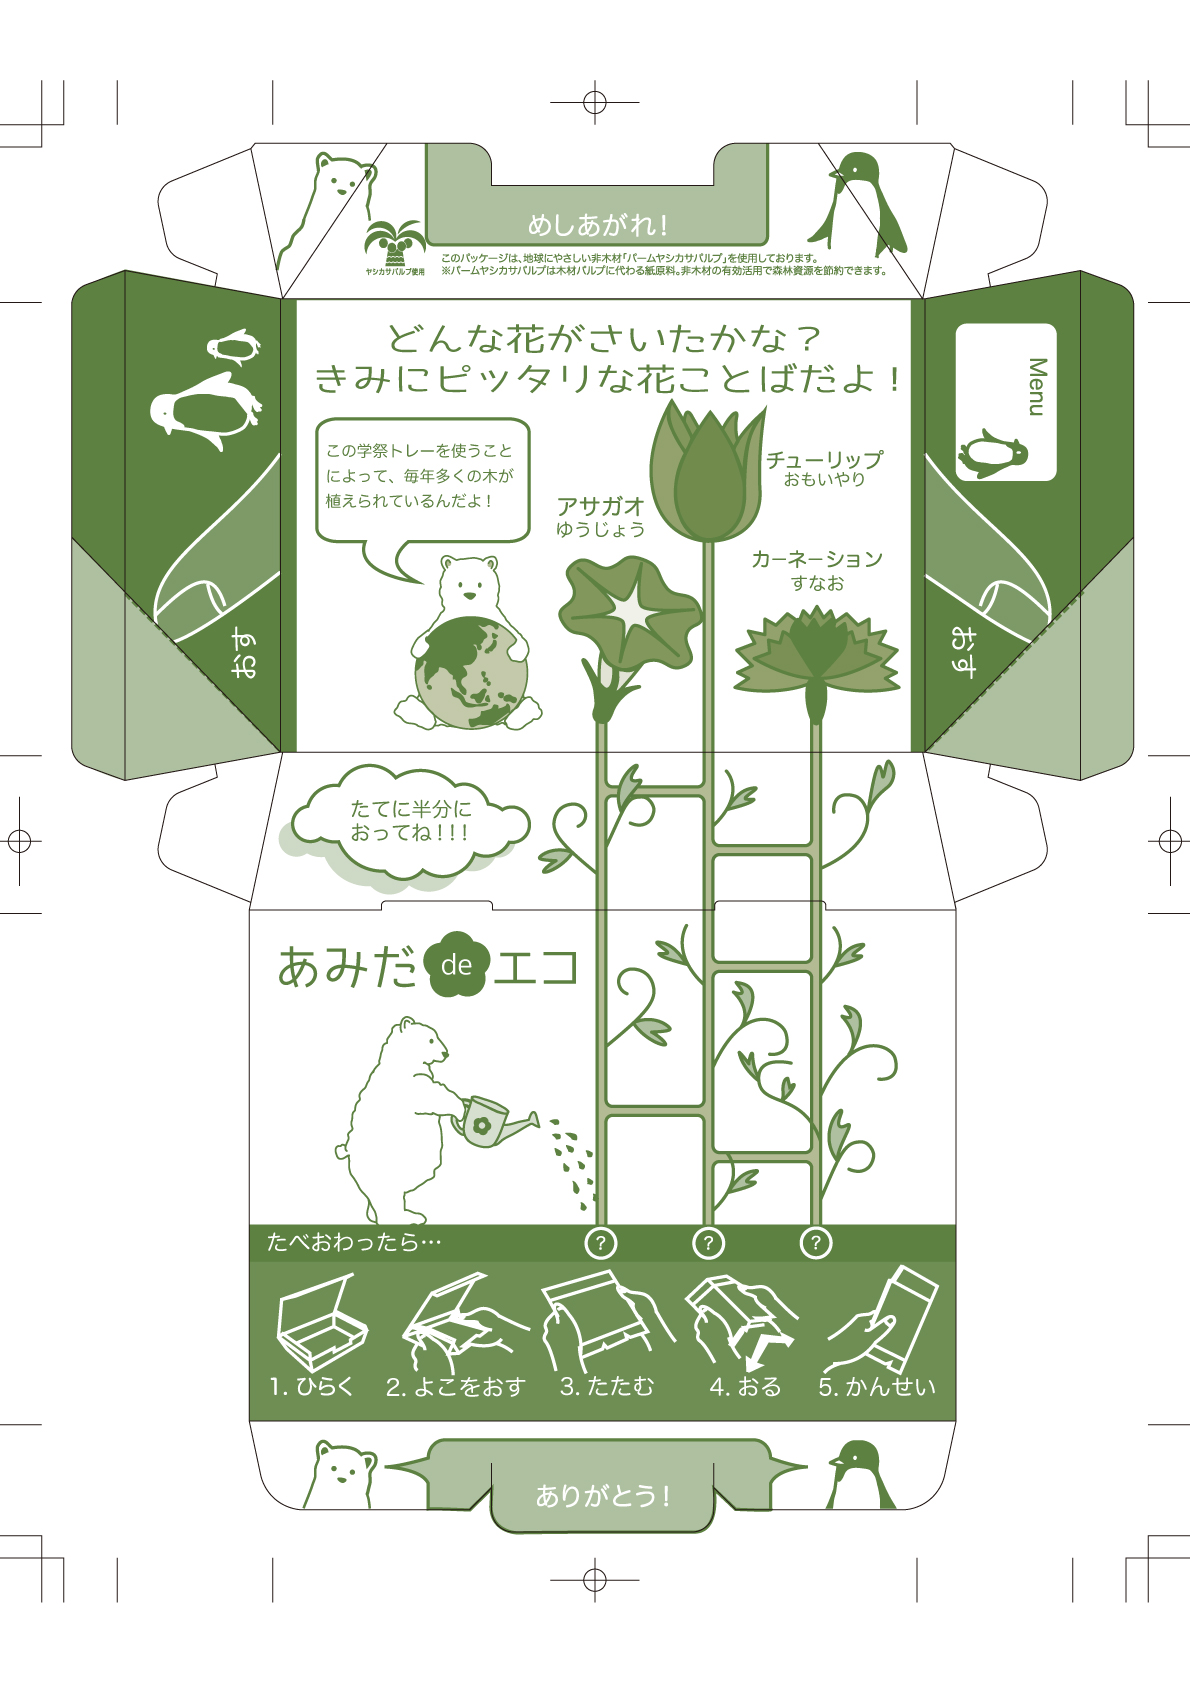 めしあがれ!
ヤシカサパルプ使用
このパッケージは、地球にやさしい非木材「パームヤシカサパルプ」を使用しております。
※パームヤシカサパルプは木材パルプに代わる紙原料。非木材の有効活用で森林資源を節約できます。
どんな花がさいたかな?
きみにピッタリな花ことばだよ!
Menu
この学祭トレーを使うこと
によって、毎年多くの木が
植えられているんだよ!
チューリップ
おもいやり
アサガオ
ゆうじょう
カーネーション
すなお
おす
おす
たてに半分に
おってね!!!
あみだ de エコ
たべおわったら… ? ? ?
1. ひらく 2. よこをおす 3. たたむ 4. おる 5. かんせい
ありがとう!